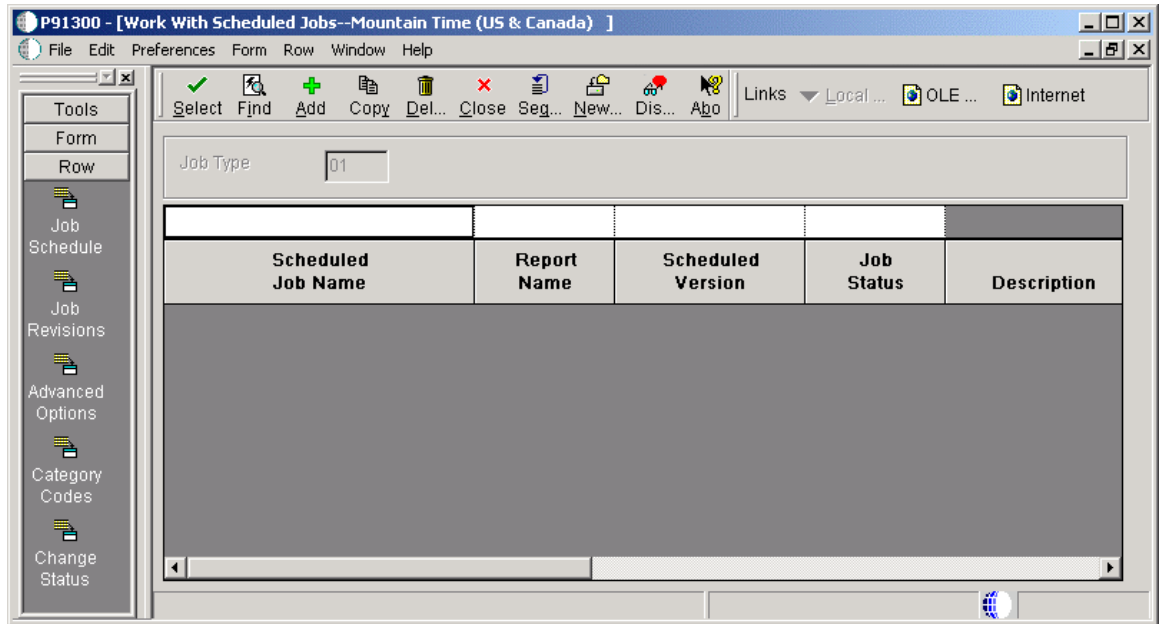 P91300 - [Work With Scheduled Jobs--Mountain Time (US & Canada) ]
File Edit Preferences Form Row Window Help
Select Find Add Copy Del... Close Seq... New... Dis... Abo Links Local ... OLE ... Internet
Tools
Form
Row
Job
Schedule
Job
Revisions
Advanced
Options
Category
Codes
Change
Status
Job Type 01
Scheduled
Job Name
Report
Name
Scheduled
Version
Job
Status
Description